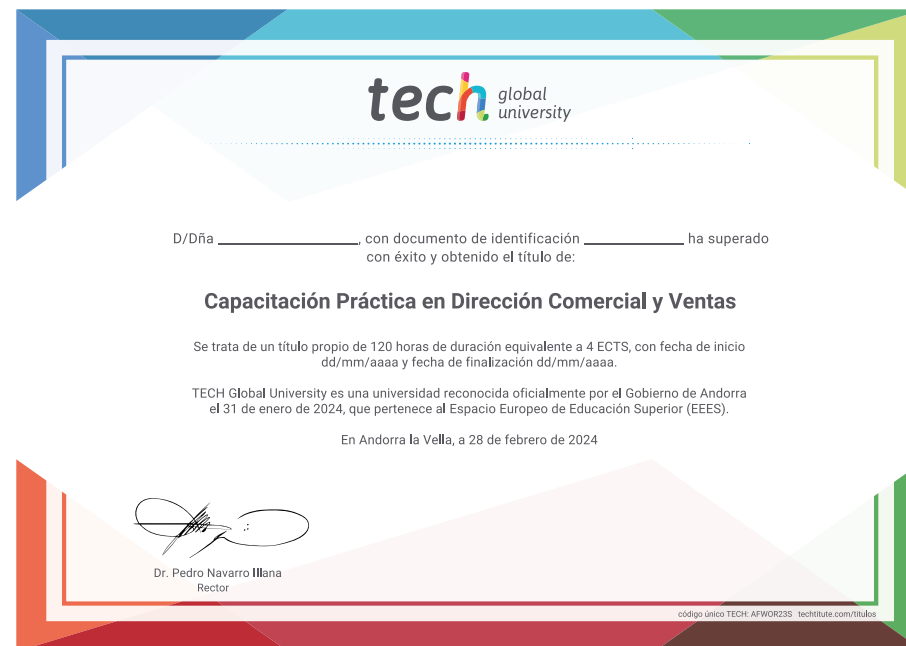 tech global university
D/Dña ____________________, con documento de identificación ______________ ha superado
con éxito y obtenido el título de:
Capacitación Práctica en Dirección Comercial y Ventas
Se trata de un título propio de 120 horas de duración equivalente a 4 ECTS, con fecha de inicio
dd/mm/aaaa y fecha de finalización dd/mm/aaaa.
TECH Global University es una universidad reconocida oficialmente por el Gobierno de Andorra
el 31 de enero de 2024, que pertenece al Espacio Europeo de Educación Superior (EEES).
En Andorra la Vella, a 28 de febrero de 2024
Dr. Pedro Navarro Illana
Rector
código único TECH: AFWOR23S techtitute.com/titulos